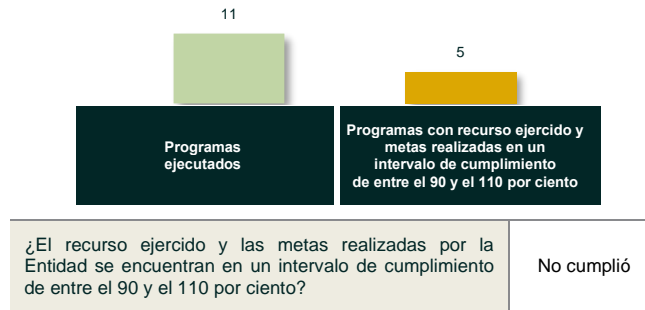 11
5
Programas
ejecutados
Programas con recurso ejercido y
metas realizadas en un
intervalo de cumplimiento
de entre el 90 y el 110 por ciento
¿El recurso ejercido y las metas realizadas por la
Entidad se encuentran en un intervalo de cumplimiento
de entre el 90 y el 110 por ciento?
No cumplió